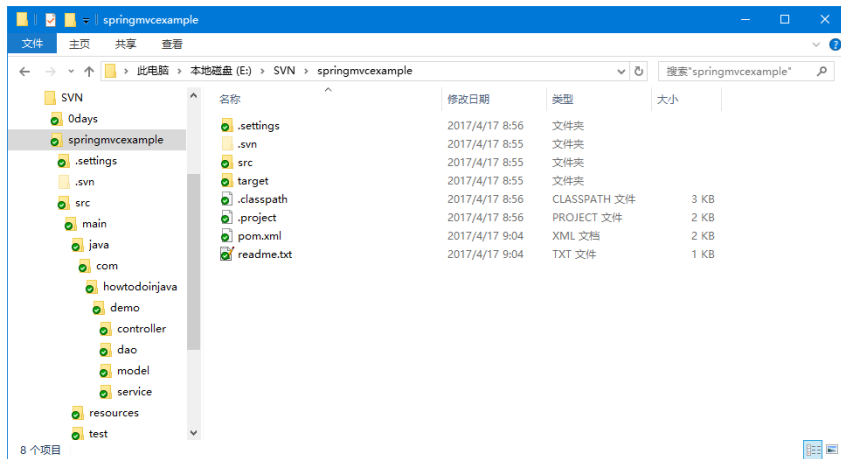 springmvcexample
文件 主页 共享 查看
此电脑 › 本地磁盘 (E:) › SVN › springmvcexample
搜索"springmvcexample"
SVN
0days
springmvcexample
.settings
.svn
src
main
java
com
howtodoinjava
demo
controller
dao
model
service
resources
test
名称 修改日期 类型 大小
.settings 2017/4/17 8:56 文件夹
.svn 2017/4/17 8:55 文件夹
src 2017/4/17 8:55 文件夹
target 2017/4/17 8:55 文件夹
.classpath 2017/4/17 8:56 CLASSPATH 文件 3 KB
.project 2017/4/17 8:56 PROJECT 文件 2 KB
pom.xml 2017/4/17 9:04 XML 文档 2 KB
readme.txt 2017/4/17 9:04 TXT 文件 1 KB
8 个项目